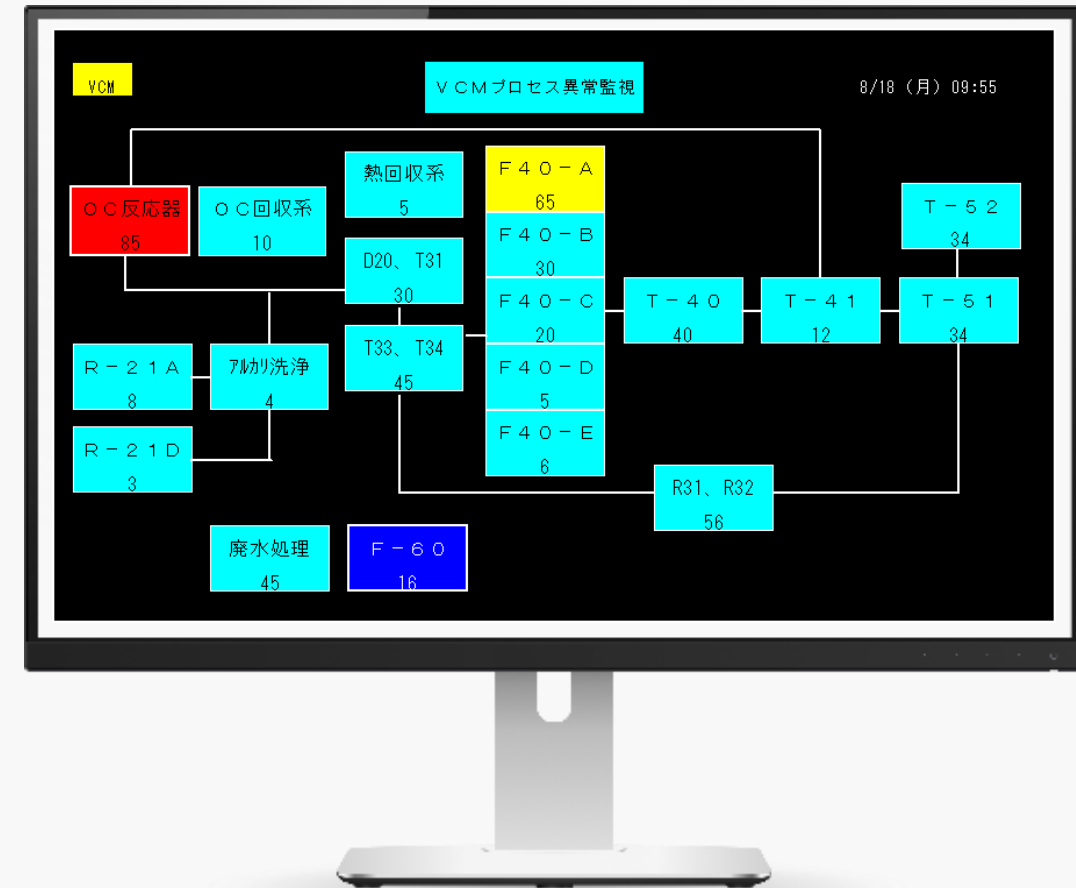 VCM
ＶＣＭプロセス異常監視
8/18（月）09:55
ＯＣ反応器
85
ＯＣ回収系
10
熱回収系
5
Ｆ４０－Ａ
65
Ｆ４０－Ｂ
30
Ｆ４０－Ｃ
20
Ｆ４０－Ｄ
5
Ｆ４０－Ｅ
6
D20、T31
30
T33、T34
45
Ｔ－４０
40
Ｔ－４１
12
Ｔ－５２
34
Ｔ－５１
34
Ｒ－２１Ａ
8
ｱﾙｶﾘ洗浄
4
Ｒ－２１Ｄ
3
R31、R32
56
廃水処理
45
Ｆ－６０
16